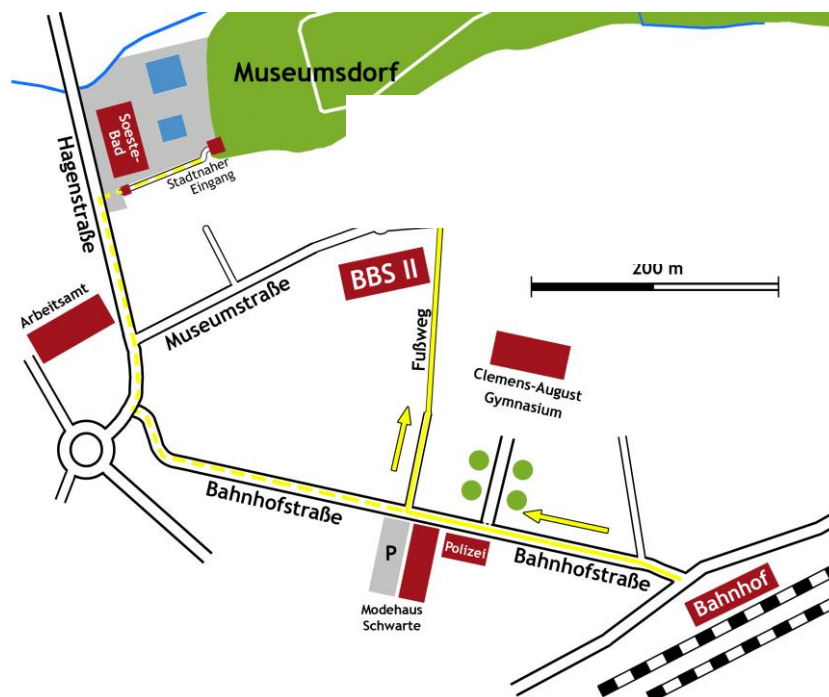 Museumsdorf
Soeste-
Bad
Stadtnaher
Eingang
Hagenstraße
Arbeitsamt
Museumstraße
BBS II
200 m
Fußweg
Clemens-August
Gymnasium
Bahnhofstraße
P
Polizei
Bahnhofstraße
Modehaus
Schwarte
Bahnhof